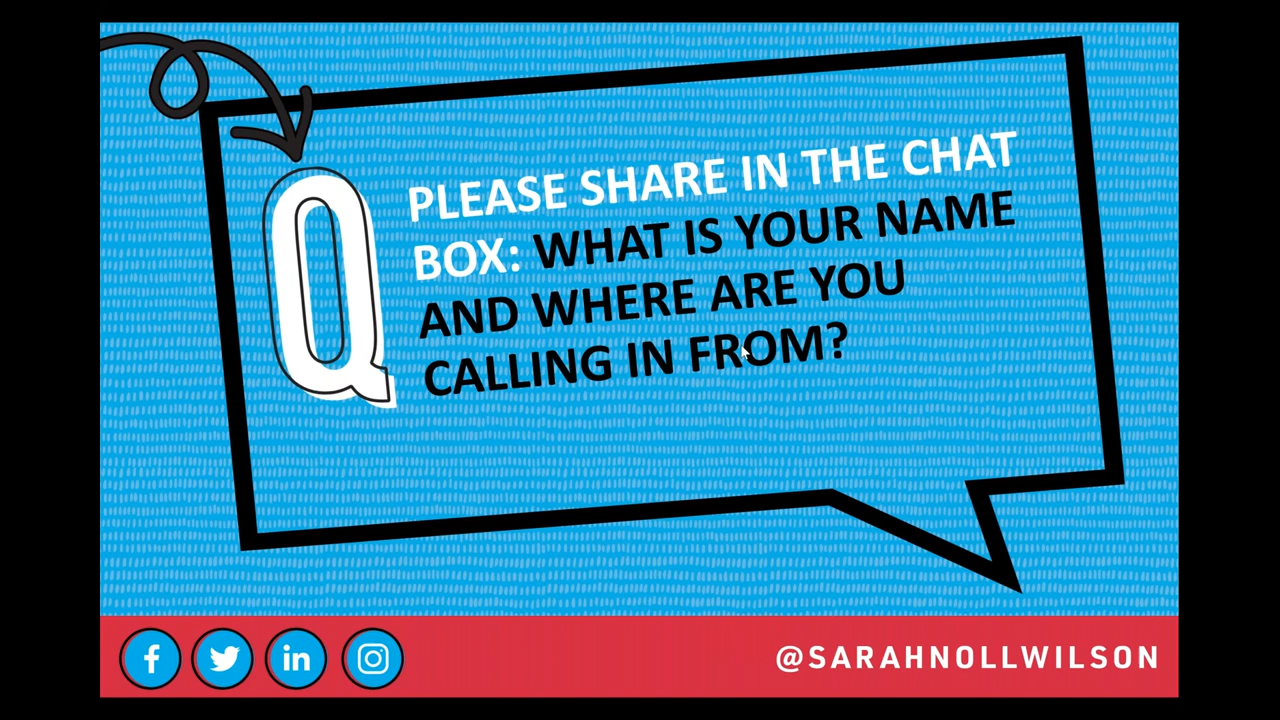 Q
PLEASE SHARE IN THE CHAT
BOX: WHAT IS YOUR NAME
AND WHERE ARE YOU
CALLING IN FROM?
@SARAHNOLLWILSON